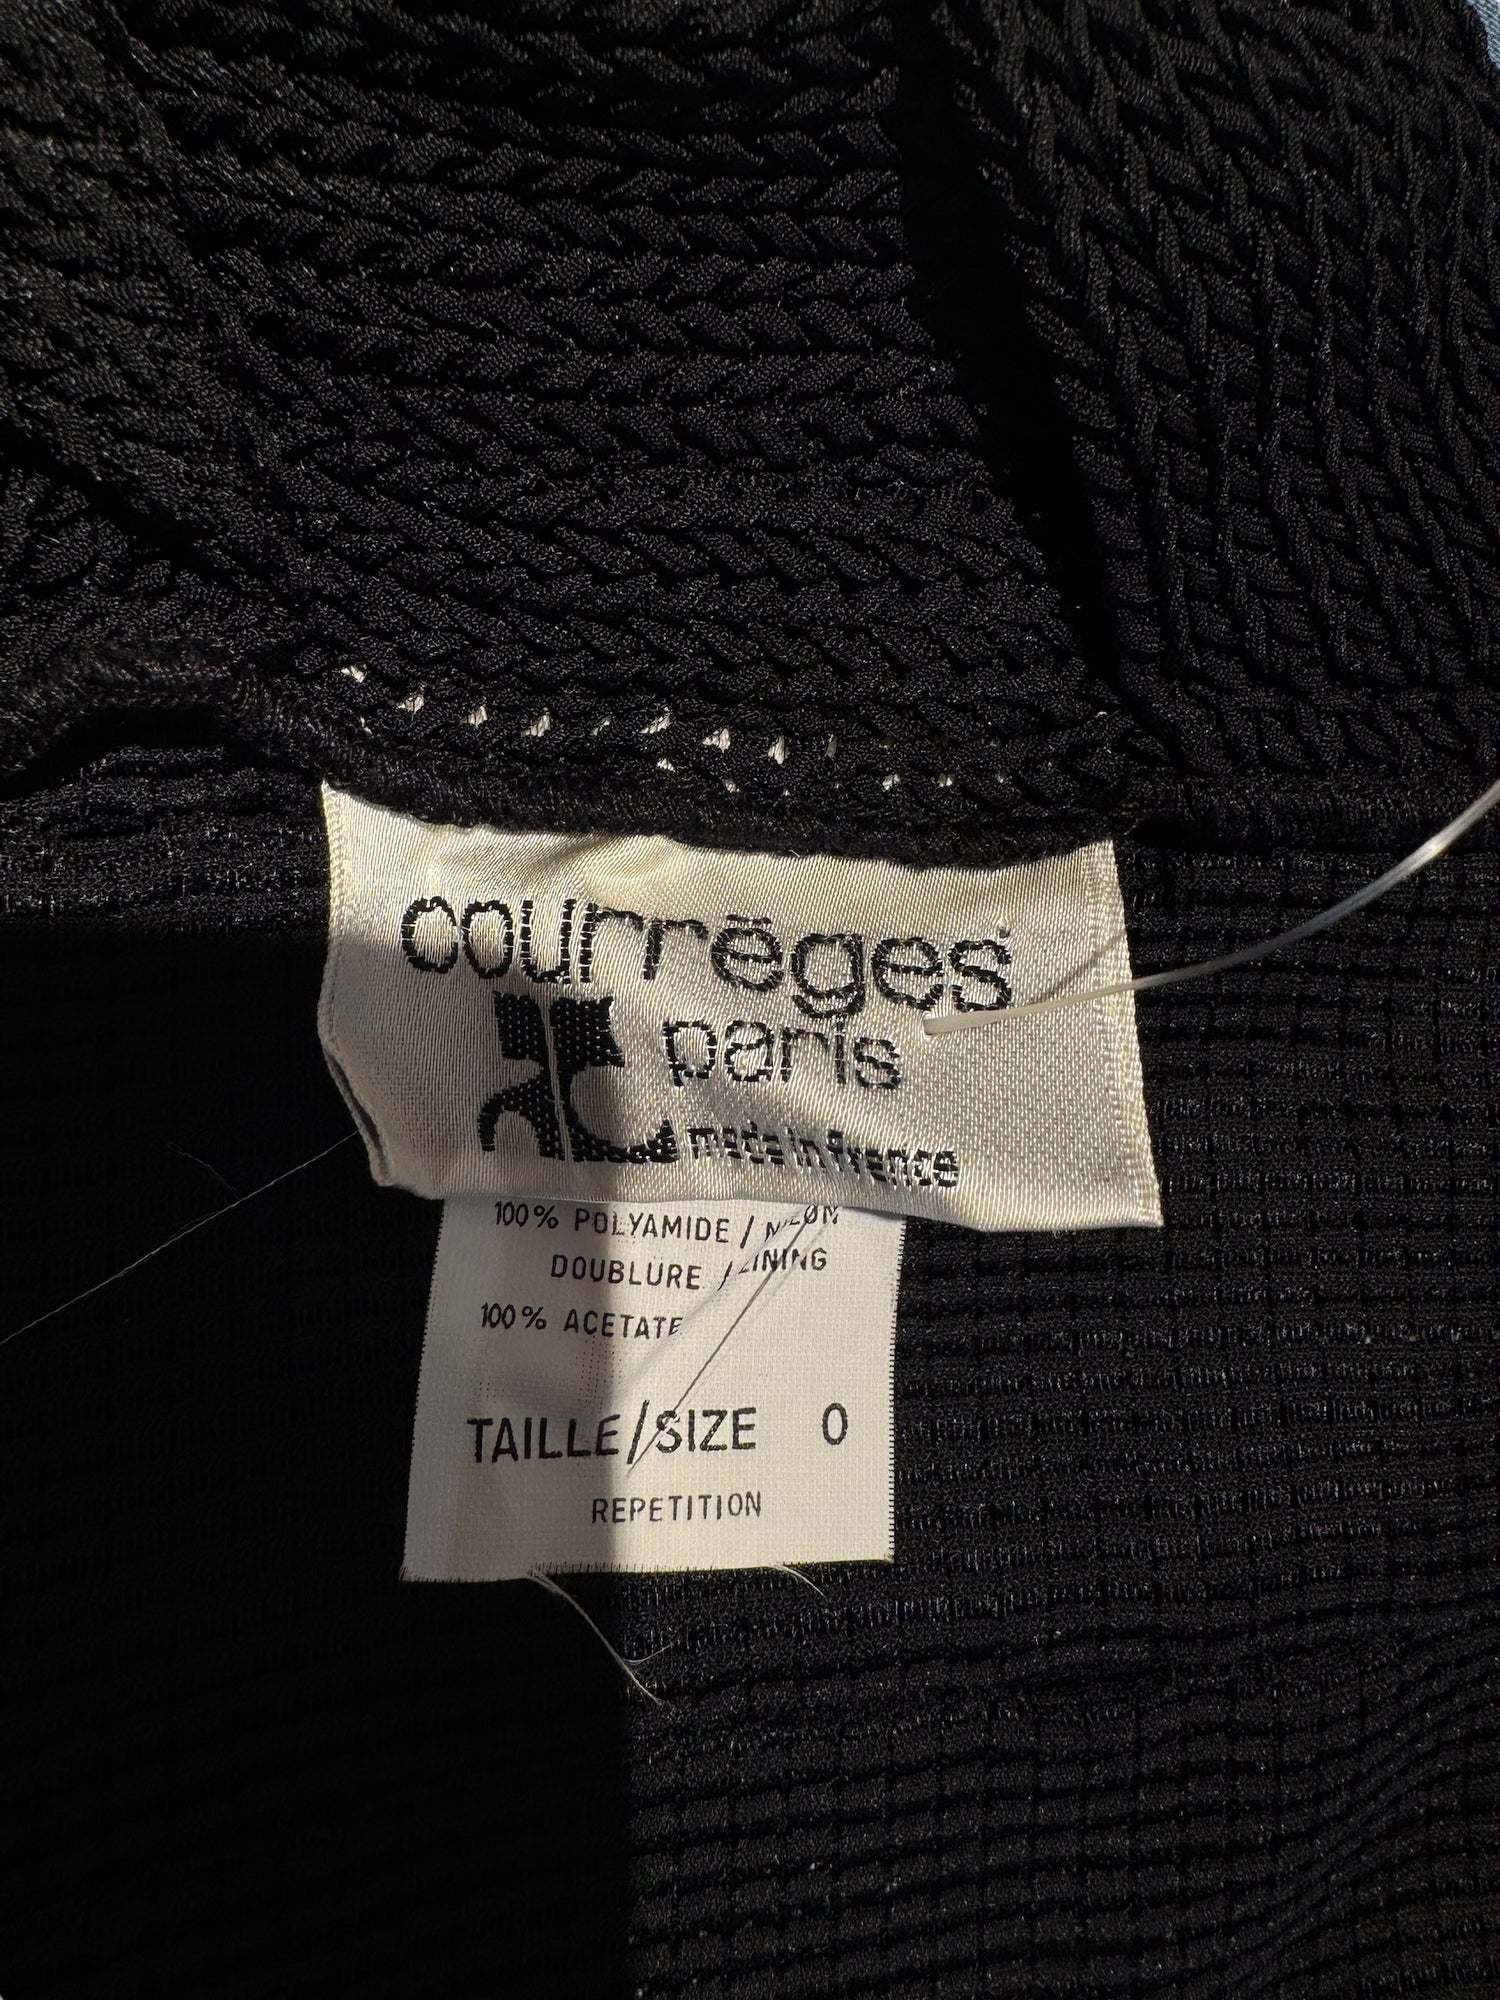 courrèges
paris
made in france
100% POLYAMIDE / NYLON
DOUBLURE / LINING
100% ACETATE
TAILLE/SIZE 0
REPETITION